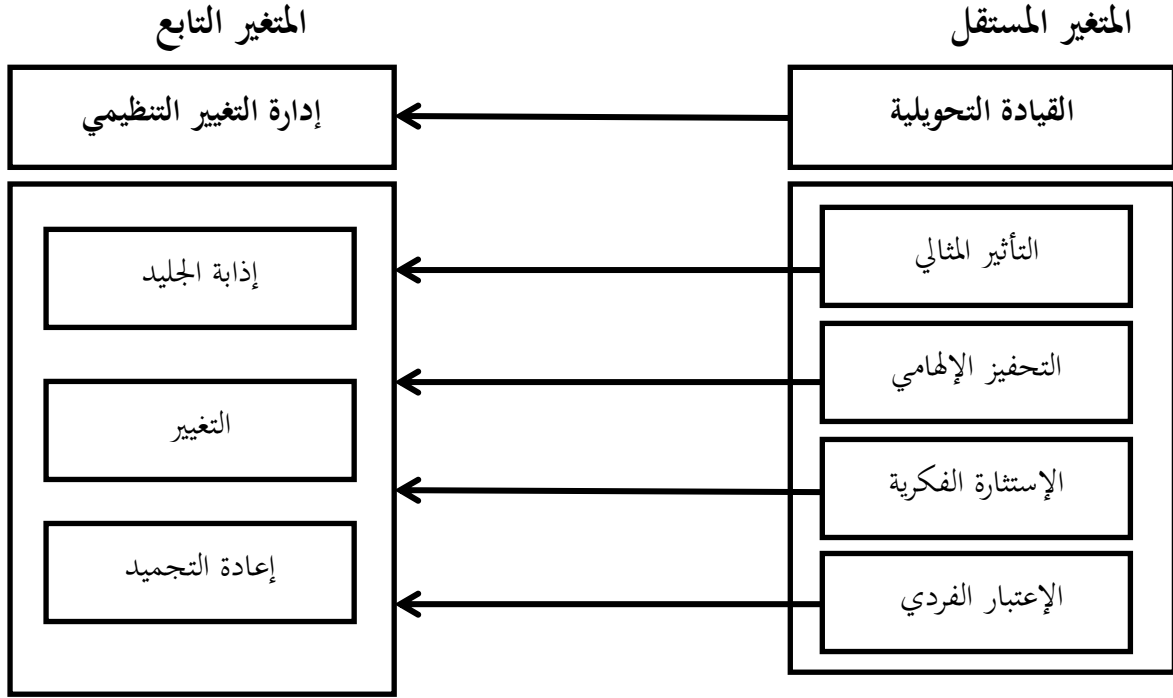 المتغير المستقل
المتغير التابع
القيادة التحويلية
إدارة التغيير التنظيمي
التأثير المثالي
التحفيز الإلهامي
الإستثارة الفكرية
الإعتبار الفردي
إذابة الجليد
التغيير
إعادة التجميد